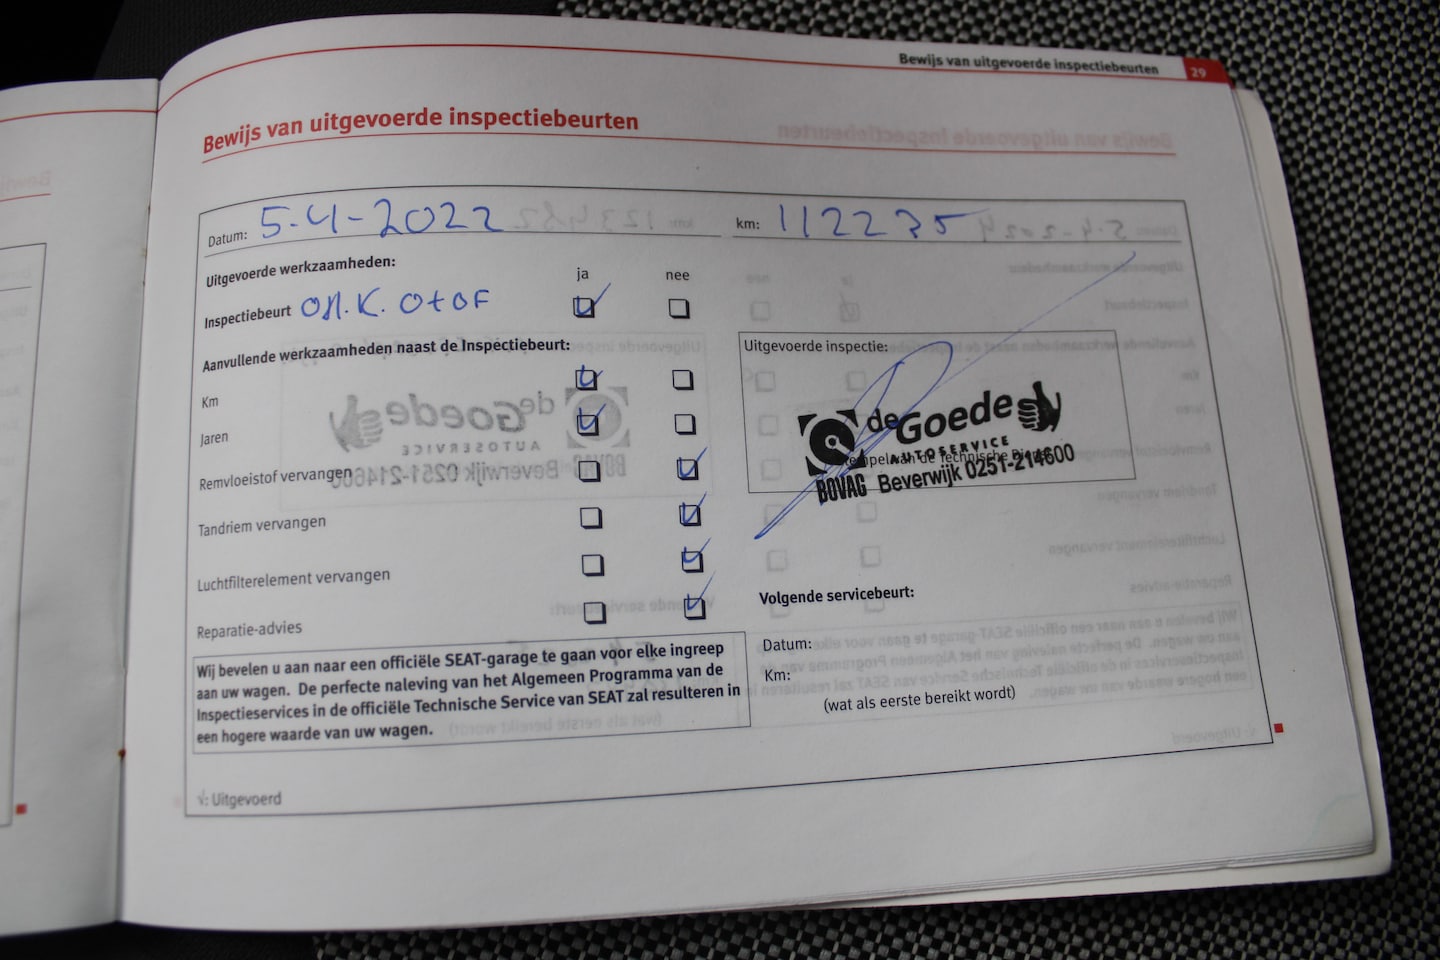 Bewijs van uitgevoerde inspectiebeurten 29
Bewijs van uitgevoerde inspectiebeurten
Datum: 5-4-2022 km: 112235
Uitgevoerde werkzaamheden: ja nee
Inspectiebeurt O+OF
Aanvullende werkzaamheden naast de Inspectiebeurt:
Km
Jaren
Remvloeistof vervangen
Tandriem vervangen
Luchtfilterelement vervangen
Reparatie-advies
Wij bevelen u aan naar een officiële SEAT-garage te gaan voor elke ingreep
aan uw wagen. De perfecte naleving van het Algemeen Programma van de
Inspectieservices in de officiële Technische Service van SEAT zal resulteren in
een hogere waarde van uw wagen.
√: Uitgevoerd
Uitgevoerde inspectie:
de Goede
AUTOSERVICE
BOVAG Beverwijk 0251-214600
Volgende servicebeurt:
Datum:
Km:
(wat als eerste bereikt wordt)